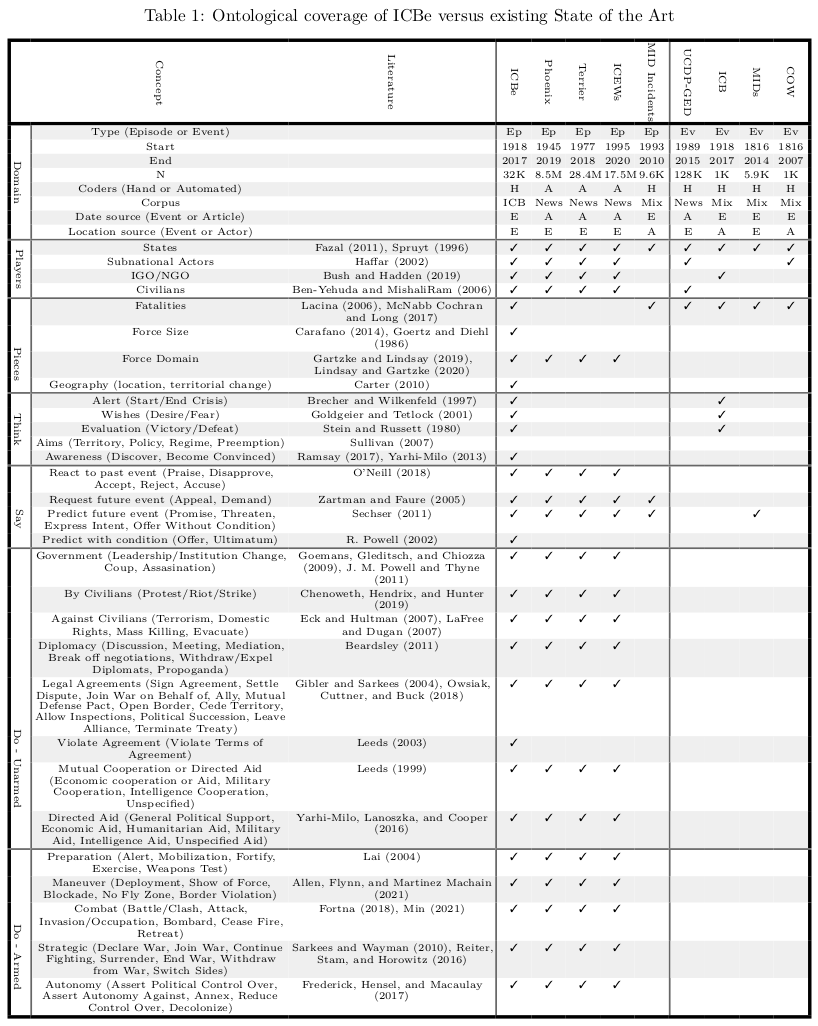 Table 1: Ontological coverage of ICBe versus existing State of the Art
Concept Literature ICBe Phoenix Terrier ICEWs MID Incidents UCDP-GED ICB MIDs COW
Domain
Type (Episode or Event) Ep Ep Ep Ep Ep Ev Ev Ev Ev
Start 1918 1945 1977 1995 1993 1989 1918 1816 1816
End 2017 2019 2018 2020 2010 2015 2017 2014 2007
N 32K 8.5M 28.4M 17.5M 9.6K 128K 1K 5.9K 1K
Coders (Hand or Automated) H A A A H H H H H
Corpus ICB News News News Mix News Mix Mix Mix
Date source (Event or Article) E A A A E A E E E
Location source (Event or Actor) E E E E A E A E A
Players
States Fazal (2011), Spruyt (1996) ✓ ✓ ✓ ✓ ✓ ✓ ✓ ✓ ✓
Subnational Actors Haffar (2002) ✓ ✓ ✓ ✓ ✓ ✓
IGO/NGO Bush and Hadden (2019) ✓ ✓ ✓ ✓ ✓
Civilians Ben-Yehuda and MishaliRam (2006) ✓ ✓ ✓ ✓ ✓
Pieces
Fatalities Lacina (2006), McNabb Cochran ✓ ✓ ✓ ✓ ✓ ✓
and Long (2017)
Force Size Carafano (2014), Goertz and Diehl ✓
(1986)
Force Domain Gartzke and Lindsay (2019), ✓ ✓ ✓ ✓
Lindsay and Gartzke (2020)
Geography (location, territorial change) Carter (2010) ✓
Think
Alert (Start/End Crisis) Brecher and Wilkenfeld (1997) ✓ ✓
Wishes (Desire/Fear) Goldgeier and Tetlock (2001) ✓ ✓
Evaluation (Victory/Defeat) Stein and Russett (1980) ✓ ✓
Aims (Territory, Policy, Regime, Preemption) Sullivan (2007)
Awareness (Discover, Become Convinced) Ramsay (2017), Yarhi-Milo (2013) ✓
Say
React to past event (Praise, Disapprove, O'Neill (2018) ✓ ✓ ✓ ✓
Accept, Reject, Accuse)
Request future event (Appeal, Demand) Zartman and Faure (2005) ✓ ✓ ✓ ✓ ✓
Predict future event (Promise, Threaten, Sechser (2011) ✓ ✓ ✓ ✓ ✓ ✓
Express Intent, Offer Without Condition)
Predict with condition (Offer, Ultimatum) R. Powell (2002) ✓
Do - Unarmed
Government (Leadership/Institution Change, Goemans, Gleditsch, and Chiozza ✓ ✓ ✓ ✓
Coup, Assasination) (2009), J. M. Powell and Thyne
(2011)
By Civilians (Protest/Riot/Strike) Chenoweth, Hendrix, and Hunter ✓ ✓ ✓ ✓
(2019)
Against Civilians (Terrorism, Domestic Eck and Hultman (2007), LaFree ✓ ✓ ✓ ✓
Rights, Mass Killing, Evacuate) and Dugan (2007)
Diplomacy (Discussion, Meeting, Mediation, Beardsley (2011) ✓ ✓ ✓ ✓
Break off negotiations, Withdraw/Expel
Diplomats, Propoganda)
Legal Agreements (Sign Agreement, Settle Gibler and Sarkees (2004), Owsiak, ✓ ✓ ✓ ✓
Dispute, Join War on Behalf of, Ally, Mutual Cuttner, and Buck (2018)
Defense Pact, Open Border, Cede Territory,
Allow Inspections, Political Succession, Leave
Alliance, Terminate Treaty)
Violate Agreement (Violate Terms of Leeds (2003) ✓
Agreement)
Mutual Cooperation or Directed Aid Leeds (1999) ✓ ✓ ✓ ✓
(Economic cooperation or Aid, Military
Cooperation, Intelligence Cooperation,
Unspecified)
Directed Aid (General Political Support, Yarhi-Milo, Lanoszka, and Cooper ✓ ✓ ✓ ✓
Economic Aid, Humanitarian Aid, Military (2016)
Aid, Intelligence Aid, Unspecified Aid)
Do - Armed
Preparation (Alert, Mobilization, Fortify, Lai (2004) ✓ ✓ ✓ ✓
Exercise, Weapons Test)
Maneuver (Deployment, Show of Force, Allen, Flynn, and Martinez Machain ✓ ✓ ✓ ✓
Blockade, No Fly Zone, Border Violation) (2021)
Combat (Battle/Clash, Attack, Fortna (2018), Min (2021) ✓ ✓ ✓ ✓
Invasion/Occupation, Bombard, Cease Fire,
Retreat)
Strategic (Declare War, Join War, Continue Sarkees and Wayman (2010), Reiter, ✓ ✓ ✓ ✓
Fighting, Surrender, End War, Withdraw Stam, and Horowitz (2016)
from War, Switch Sides)
Autonomy (Assert Political Control Over, Frederick, Hensel, and Macaulay ✓ ✓ ✓ ✓
Assert Autonomy Against, Annex, Reduce (2017)
Control Over, Decolonize)